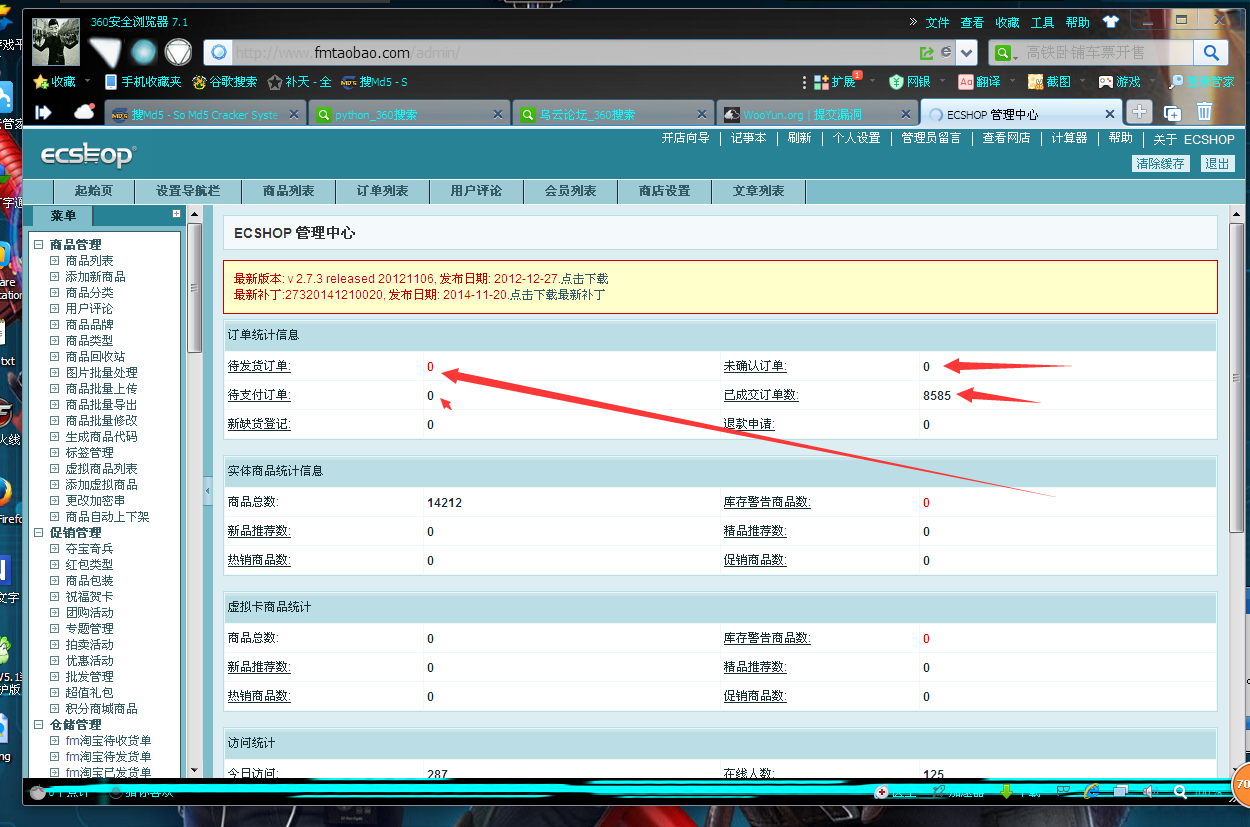 360安全浏览器 7.1
» 文件 查看 收藏 工具 帮助
http://www.fmtaobao.com/admin/
高铁卧铺车票开售
收藏 手机收藏夹 谷歌搜索 补天 - 全 搜Md5 - S
扩展 1 网银 Aa 翻译 截图 游戏
搜Md5 - So Md5 Cracker Syste
python_360搜索
乌云论坛_360搜索
WooYun.org | 提交漏洞
ECSHOP 管理中心
ecshop
开店向导 记事本 刷新 个人设置 管理员留言 查看网店 计算器 帮助 关于 ECSHOP
清除缓存 退出
起始页 设置导航栏 商品列表 订单列表 用户评论 会员列表 商店设置 文章列表
菜单
商品管理
商品列表
添加新商品
商品分类
用户评论
商品品牌
商品类型
商品回收站
图片批量处理
商品批量上传
商品批量导出
商品批量修改
生成商品代码
标签管理
虚拟商品列表
添加虚拟商品
更改加密串
商品自动上下架
促销管理
夺宝奇兵
红包类型
商品包装
祝福贺卡
团购活动
专题管理
拍卖活动
优惠活动
批发管理
超值礼包
积分商城商品
仓储管理
fm淘宝待收货单
fm淘宝待发货单
fm淘宝已发货单
ECSHOP 管理中心
最新版本: v 2.7.3 released 20121106, 发布日期: 2012-12-27.点击下载
最新补丁:27320141210020, 发布日期: 2014-11-20.点击下载最新补丁
订单统计信息
待发货订单: 0 未确认订单: 0
待支付订单: 0 已成交订单数: 8585
新缺货登记: 0 退款申请: 0
实体商品统计信息
商品总数: 14212 库存警告商品数: 0
新品推荐数: 0 精品推荐数: 0
热销商品数: 0 促销商品数: 0
虚拟卡商品统计
商品总数: 0 库存警告商品数: 0
新品推荐数: 0 精品推荐数: 0
热销商品数: 0 促销商品数: 0
访问统计
今日访问: 287 在线人数: 125
70